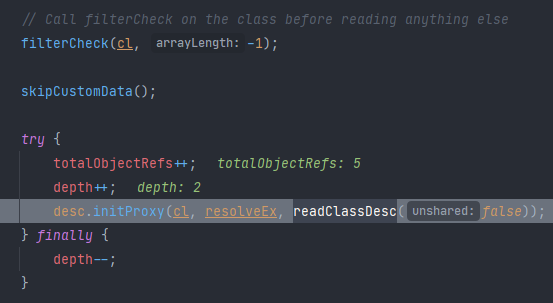 // Call filterCheck on the class before reading anything else
filterCheck(cl, arrayLength: -1);
skipCustomData();
try {
totalObjectRefs++; totalObjectRefs: 5
depth++; depth: 2
desc.initProxy(cl, resolveEx, readClassDesc( unshared: false));
} finally {
depth--;
}